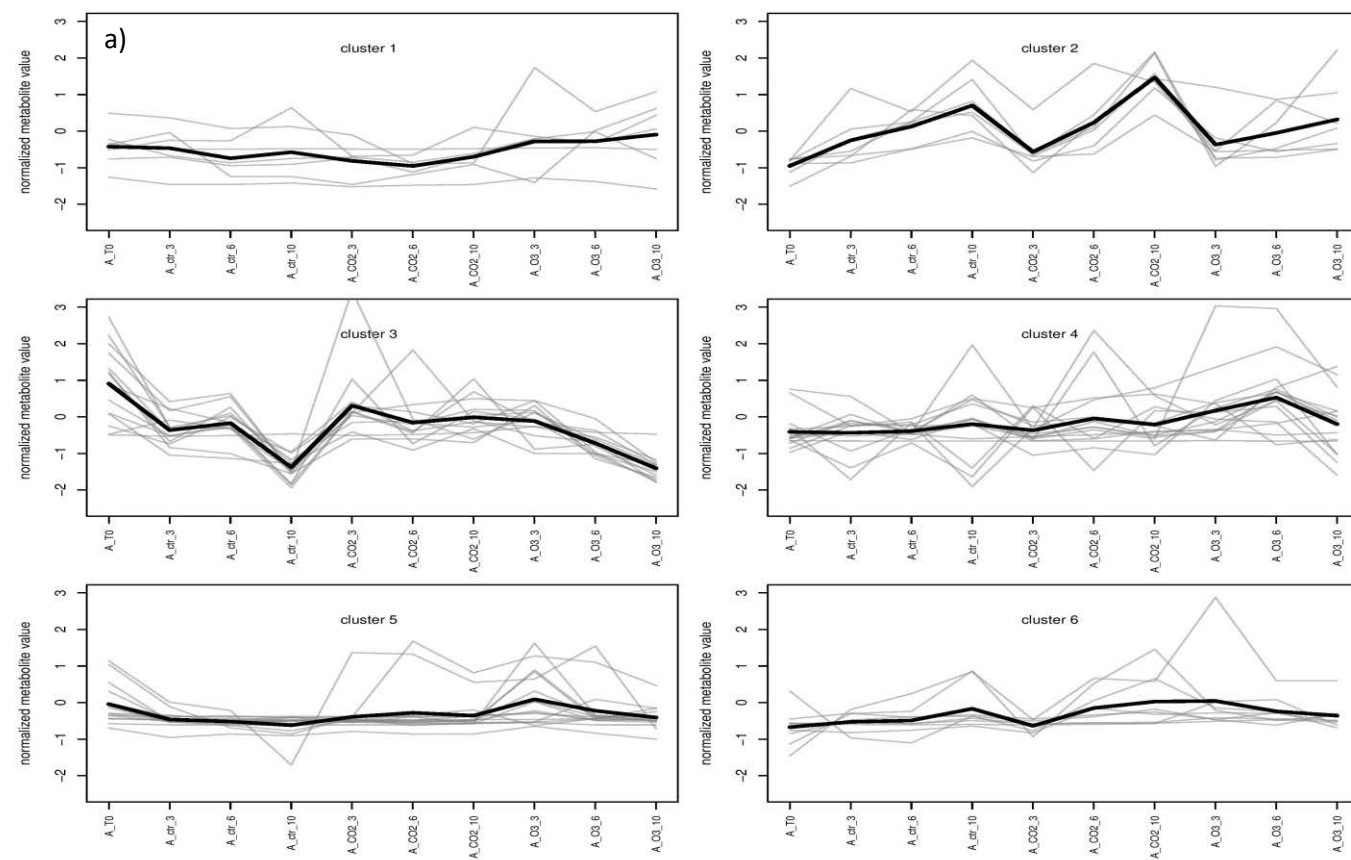 a)
cluster 1
normalized metabolite value
3
2
1
0
−1
−2
A_T0
A_ctr_3
A_ctr_6
A_ctr_10
A_CO2_3
A_CO2_6
A_CO2_10
A_O3_3
A_O3_6
A_O3_10
cluster 2
normalized metabolite value
3
2
1
0
−1
−2
A_T0
A_ctr_3
A_ctr_6
A_ctr_10
A_CO2_3
A_CO2_6
A_CO2_10
A_O3_3
A_O3_6
A_O3_10
cluster 3
normalized metabolite value
3
2
1
0
−1
−2
A_T0
A_ctr_3
A_ctr_6
A_ctr_10
A_CO2_3
A_CO2_6
A_CO2_10
A_O3_3
A_O3_6
A_O3_10
cluster 4
normalized metabolite value
3
2
1
0
−1
−2
A_T0
A_ctr_3
A_ctr_6
A_ctr_10
A_CO2_3
A_CO2_6
A_CO2_10
A_O3_3
A_O3_6
A_O3_10
cluster 5
normalized metabolite value
3
2
1
0
−1
−2
A_T0
A_ctr_3
A_ctr_6
A_ctr_10
A_CO2_3
A_CO2_6
A_CO2_10
A_O3_3
A_O3_6
A_O3_10
cluster 6
normalized metabolite value
3
2
1
0
−1
−2
A_T0
A_ctr_3
A_ctr_6
A_ctr_10
A_CO2_3
A_CO2_6
A_CO2_10
A_O3_3
A_O3_6
A_O3_10